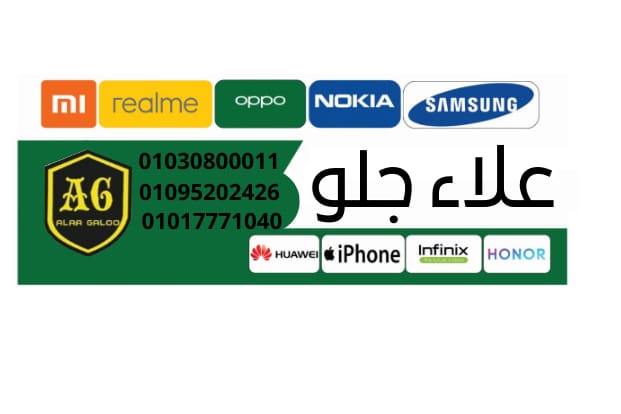 mi realme oppo NOKIA SAMSUNG
علاء جلو
AG
ALAA GALOO
01030800011
01095202426
01017771040
HUAWEI iPhone Infinix HONOR